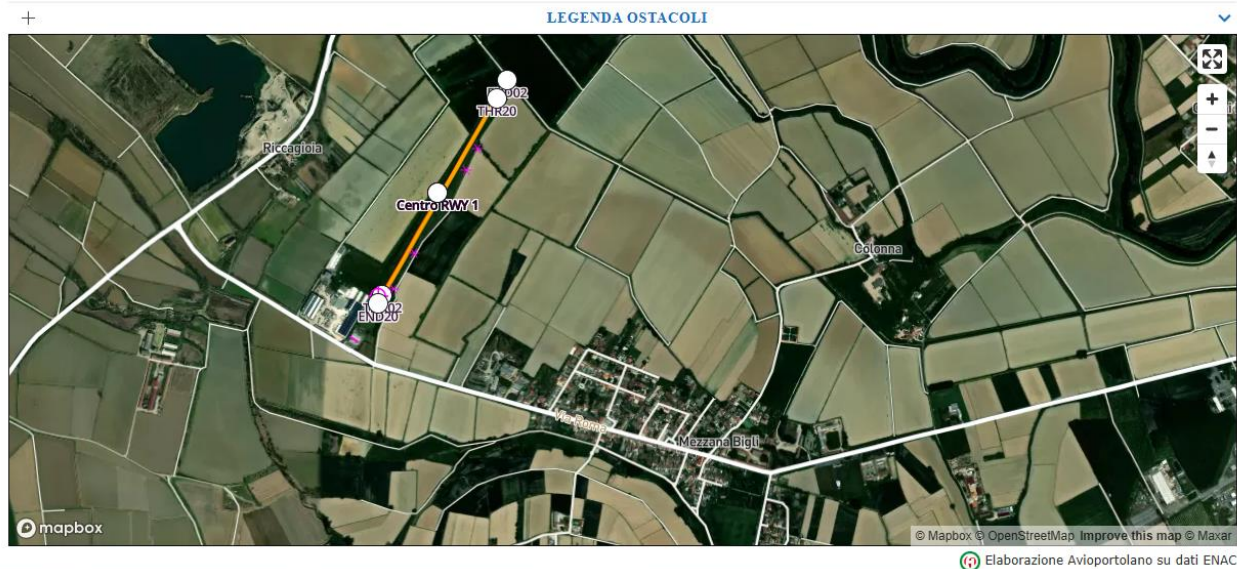 LEGENDA OSTACOLI
THR20
Riccagioia
Centro RWY 1
END20
Colonna
Via Roma
Mezzana Bigli
mapbox
© Mapbox © OpenStreetMap Improve this map © Maxar
Elaborazione Avioportolano su dati ENAC